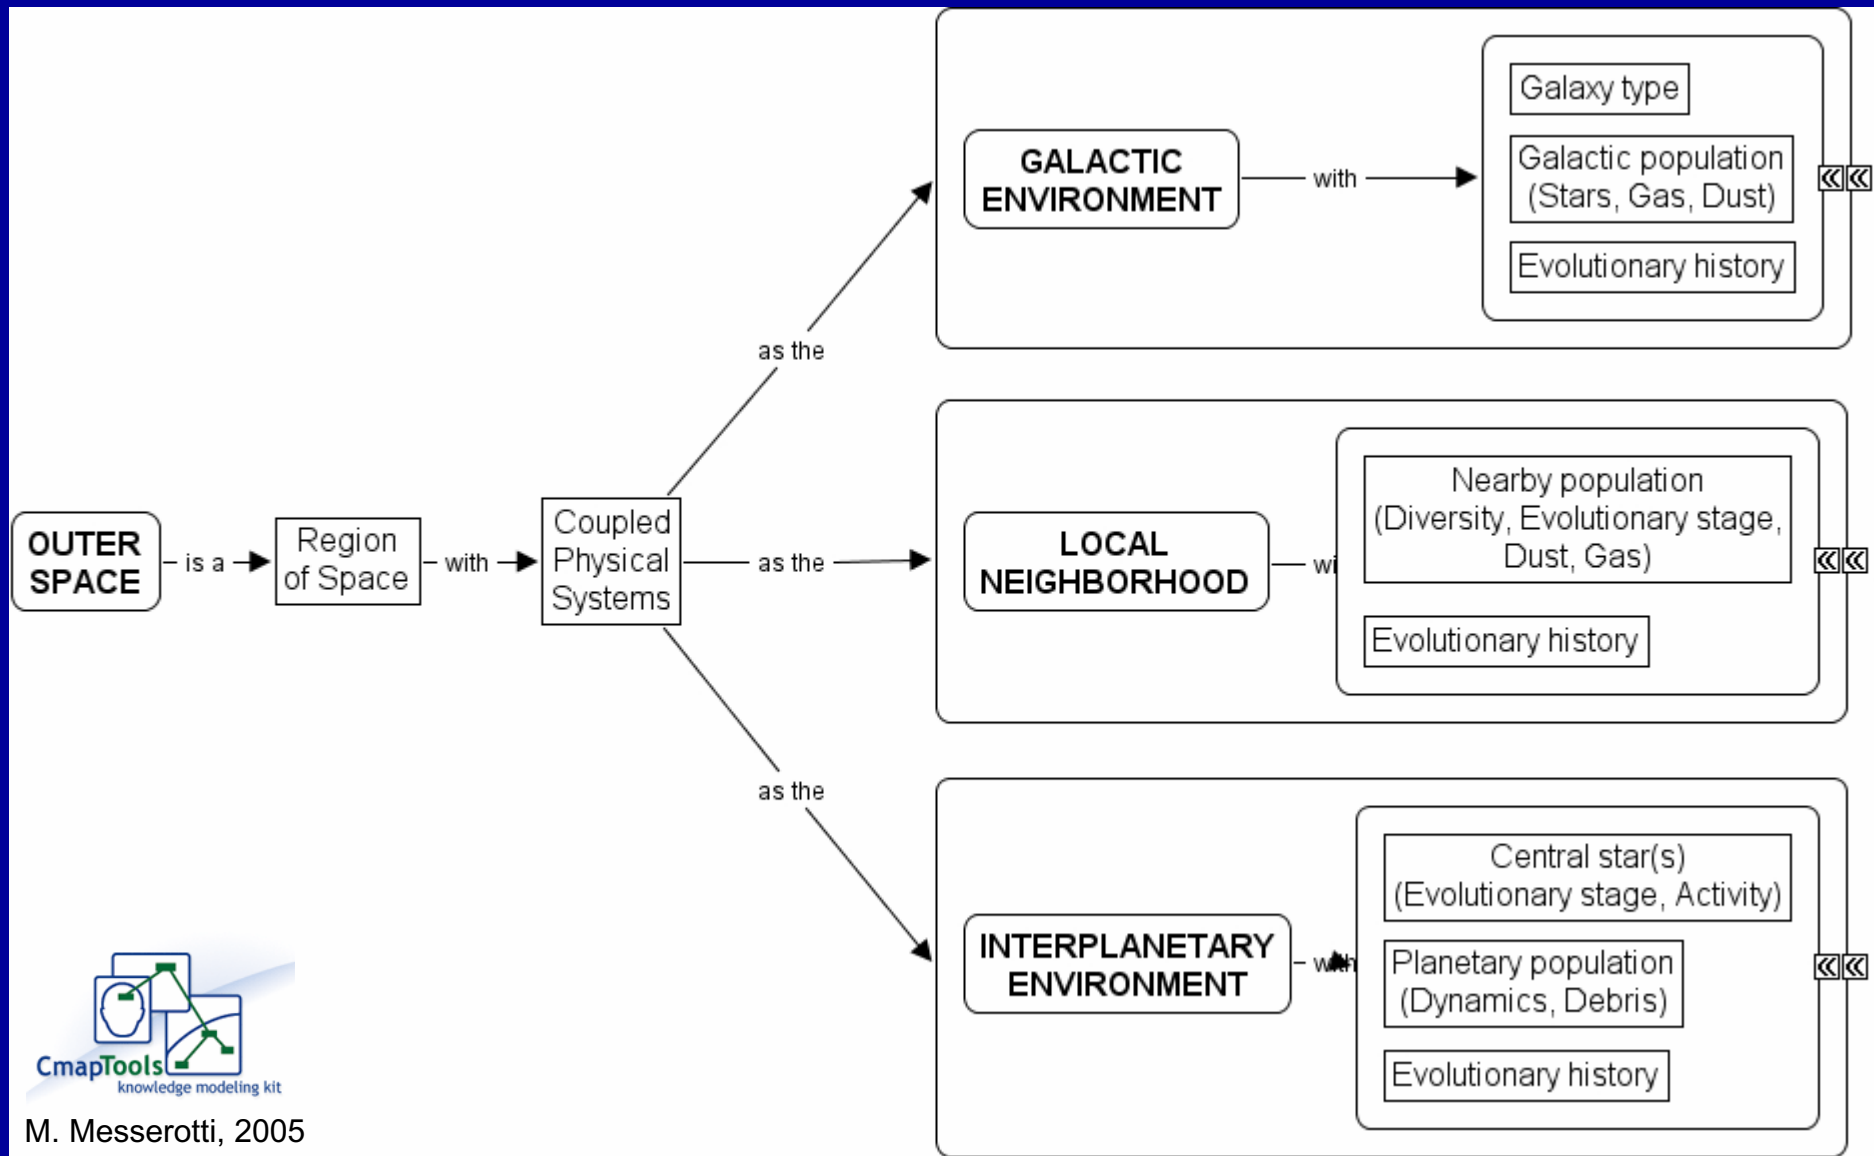 OUTER
SPACE
is a
Region
of Space
with
Coupled
Physical
Systems
as the
GALACTIC
ENVIRONMENT
with
Galaxy type
Galactic population
(Stars, Gas, Dust)
Evolutionary history
as the
LOCAL
NEIGHBORHOOD
wi
Nearby population
(Diversity, Evolutionary stage,
Dust, Gas)
Evolutionary history
as the
INTERPLANETARY
ENVIRONMENT
with
Central star(s)
(Evolutionary stage, Activity)
Planetary population
(Dynamics, Debris)
Evolutionary history
CmapTools
knowledge modeling kit
M. Messerotti, 2005